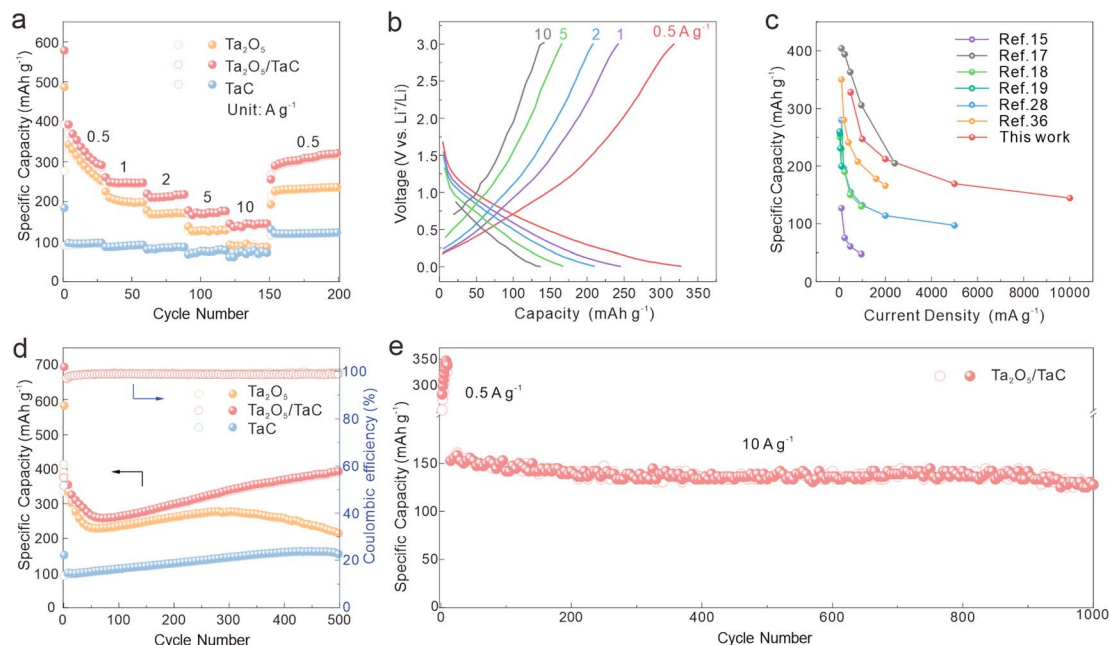 a
600
500
400
300
200
100
0
Specific Capacity (mAh g⁻¹)
Ta₂O₅
Ta₂O₅/TaC
TaC
Unit: A g⁻¹
0.5
1
2
5
10
0.5
0
50
100
150
200
Cycle Number
b
3.0
2.5
2.0
1.5
1.0
0.5
0.0
Voltage (V vs. Li⁺/Li)
10
5
2
1
0.5 A g⁻¹
0
50
100
150
200
250
300
350
Capacity (mAh g⁻¹)
c
400
300
200
100
0
Specific Capacity (mAh g⁻¹)
Ref.15
Ref.17
Ref.18
Ref.19
Ref.28
Ref.36
This work
0
2000
4000
6000
8000
10000
Current Density (mA g⁻¹)
d
700
600
500
400
300
200
100
0
Specific Capacity (mAh g⁻¹)
Ta₂O₅
Ta₂O₅/TaC
TaC
100
80
60
40
20
0
Coulombic efficiency (%)
0
100
200
300
400
500
Cycle Number
e
350
300
150
100
50
0
Specific Capacity (mAh g⁻¹)
0.5 A g⁻¹
10 A g⁻¹
Ta₂O₅/TaC
0
200
400
600
800
1000
Cycle Number